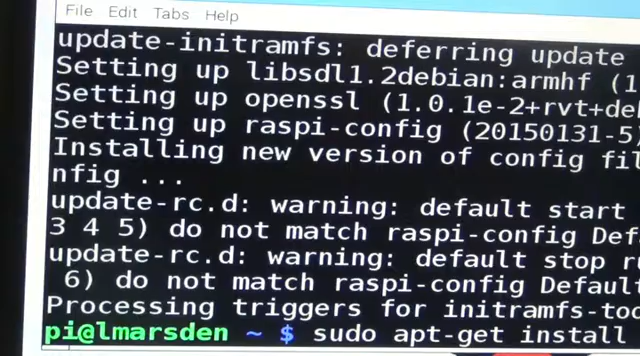 File Edit Tabs Help
update-initramfs: deferring update
Setting up libsdl1.2debian:armhf (1
Setting up openssl (1.0.1e-2+rvt+de
Setting up raspi-config (20150131-5)
Installing new version of config fil
nfig ...
update-rc.d: warning: default start
3 4 5) do not match raspi-config Def
update-rc.d: warning: default stop ru
6) do not match raspi-config Default
Processing triggers for initramfs-too
pi@lmarsden ~ $ sudo apt-get install